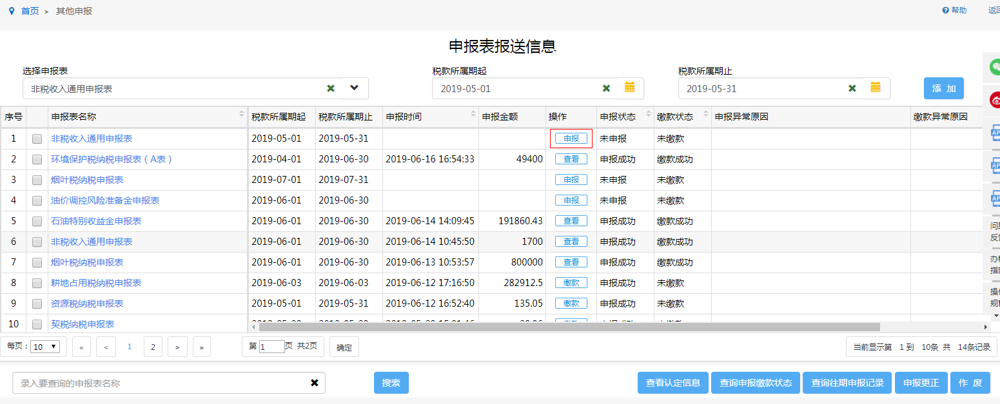 首页 > 其他申报
帮助 返回
申报表报送信息
选择申报表 税款所属期起 税款所属期止
非税收入通用申报表 2019-05-01 2019-05-31 添 加
序号 申报表名称 税款所属期起 税款所属期止 申报时间 申报金额 操作 申报状态 缴款状态 申报异常原因 缴款异常原因
1 非税收入通用申报表 2019-05-01 2019-05-31 申报 未申报 未缴款
2 环境保护税纳税申报表（A表） 2019-04-01 2019-06-30 2019-06-16 16:54:33 49400 查看 申报成功 缴款成功
3 烟叶税纳税申报表 2019-07-01 2019-07-31 申报 未申报 未缴款
4 油价调控风险准备金申报表 2019-06-01 2019-06-30 申报 未申报 未缴款
5 石油特别收益金申报表 2019-06-01 2019-06-30 2019-06-14 14:09:45 191860.43 查看 申报成功 缴款成功
6 非税收入通用申报表 2019-06-01 2019-06-30 2019-06-14 10:45:50 1700 查看 申报成功 缴款成功
7 烟叶税纳税申报表 2019-06-01 2019-06-30 2019-06-13 10:53:57 800000 查看 申报成功 缴款成功
8 耕地占用税纳税申报表 2019-06-03 2019-06-03 2019-06-12 17:16:50 282912.5 缴款 申报成功 未缴款
9 资源税纳税申报表 2019-05-01 2019-05-31 2019-06-12 16:52:40 135.05 缴款 申报成功 未缴款
10 契税纳税申报表
每页：10 « < 1 2 > » 第 1 页 共2页 确定 当前显示第 1 到 10条 共 14条记录
录入要查询的申报表名称 搜索 查看认定信息 查询申报缴款状态 查询往期申报记录 申报更正 作 废